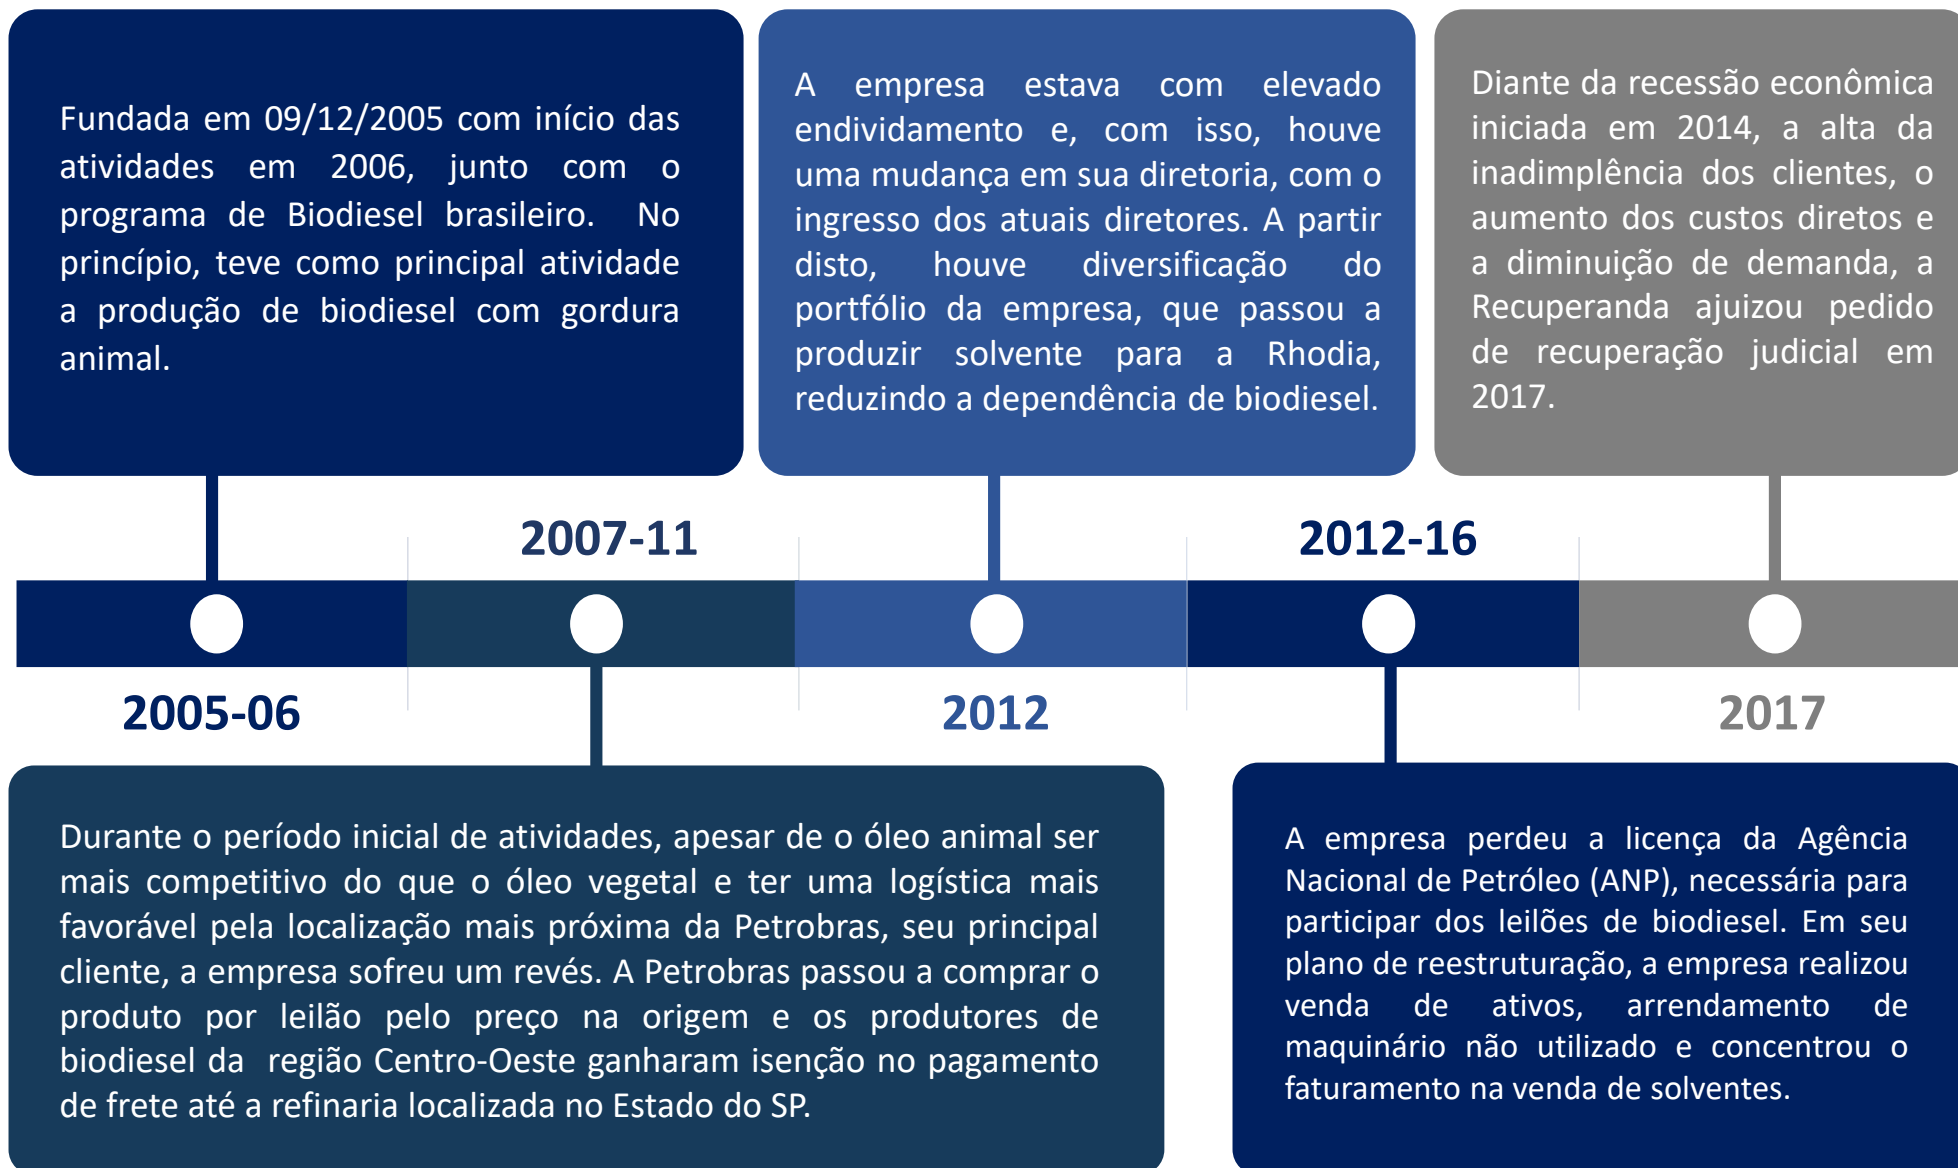 Fundada em 09/12/2005 com início das
atividades em 2006, junto com o
programa de Biodiesel brasileiro. No
princípio, teve como principal atividade
a produção de biodiesel com gordura
animal.
A empresa estava com elevado
endividamento e, com isso, houve
uma mudança em sua diretoria, com o
ingresso dos atuais diretores. A partir
disto, houve diversificação do
portfólio da empresa, que passou a
produzir solvente para a Rhodia,
reduzindo a dependência de biodiesel.
Diante da recessão econômica
iniciada em 2014, a alta da
inadimplência dos clientes, o
aumento dos custos diretos e
a diminuição de demanda, a
Recuperanda ajuizou pedido
de recuperação judicial em
2017.
2007-11
2012-16
2005-06
2012
2017
Durante o período inicial de atividades, apesar de o óleo animal ser
mais competitivo do que o óleo vegetal e ter uma logística mais
favorável pela localização mais próxima da Petrobras, seu principal
cliente, a empresa sofreu um revés. A Petrobras passou a comprar o
produto por leilão pelo preço na origem e os produtores de
biodiesel da região Centro-Oeste ganharam isenção no pagamento
de frete até a refinaria localizada no Estado do SP.
A empresa perdeu a licença da Agência
Nacional de Petróleo (ANP), necessária para
participar dos leilões de biodiesel. Em seu
plano de reestruturação, a empresa realizou
venda de ativos, arrendamento de
maquinário não utilizado e concentrou o
faturamento na venda de solventes.